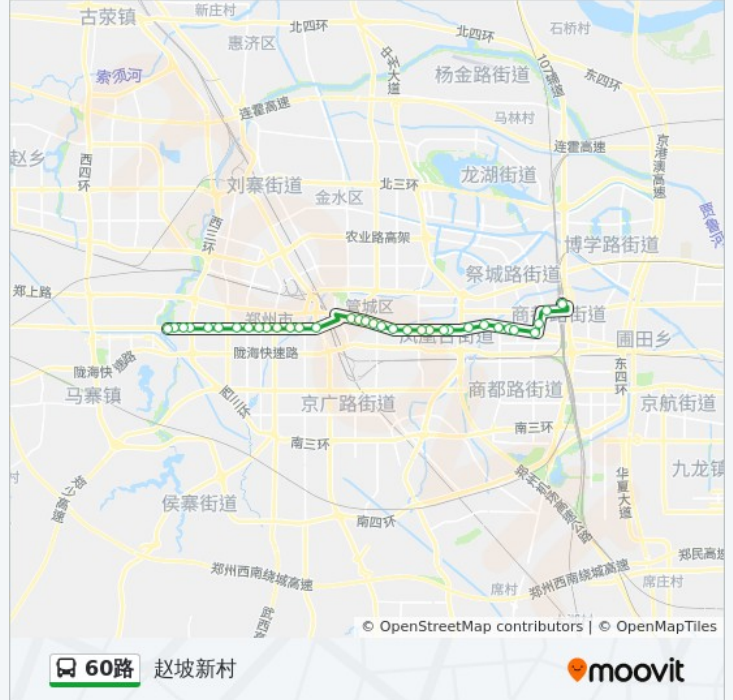 古荥镇
新庄村
北四环
惠济区
北四环
石桥村
中州大道
107辅道
杨金路街道
东四环
索须河
连霍高速
马林村
连霍高速
京港澳高速
赵乡
西四环
刘寨街道
北三环
龙湖街道
金水区
贾鲁河
西三环
农业路高架
博学路街道
祭城路街道
郑上路
管城区
郑州市
圃田乡
陇海快速路
陇海快
速路
东四环
马寨镇
西三环
京广路街道
商都路街道
京航街道
南三环
南三环
九龙镇
村
郑少高速
华夏大道
侯寨街道
南四环
郑民高速
郑州西南绕城高速
席村
郑州西南绕城高速
席庄村
© OpenStreetMap contributors | © OpenMapTiles
60路 赵坡新村
moovit